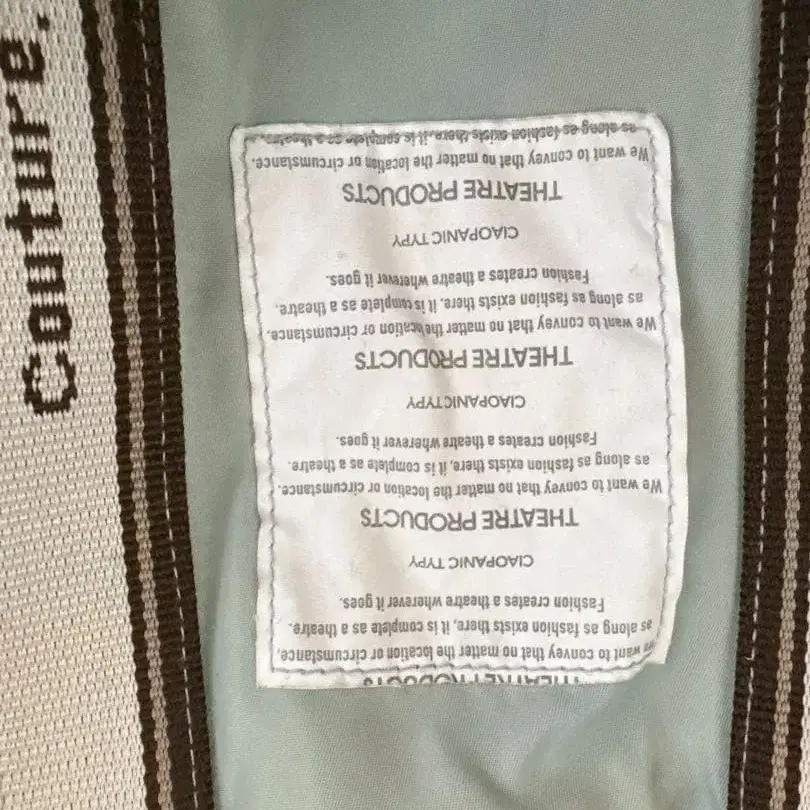 THEATRE PRODUCTS
want to convey that no matter the location or circumstance,
as along as fashion exists there, it is complete as a theatre.
Fashion creates a theatre wherever it goes.
CIAOPANIC TYPY
THEATRE PRODUCTS
We want to convey that no matter the location or circumstance,
as along as fashion exists there, it is complete as a theatre.
Fashion creates a theatre wherever it goes.
CIAOPANIC TYPY
THEATRE PRODUCTS
We want to convey that no matter the location or circumstance,
as along as fashion exists there, it is complete as a theatre.
Fashion creates a theatre wherever it goes.
CIAOPANIC TYPY
THEATRE PRODUCTS
We want to convey that no matter the location or circumstance,
as along as fashion exists there, it is complete as a
Couture.